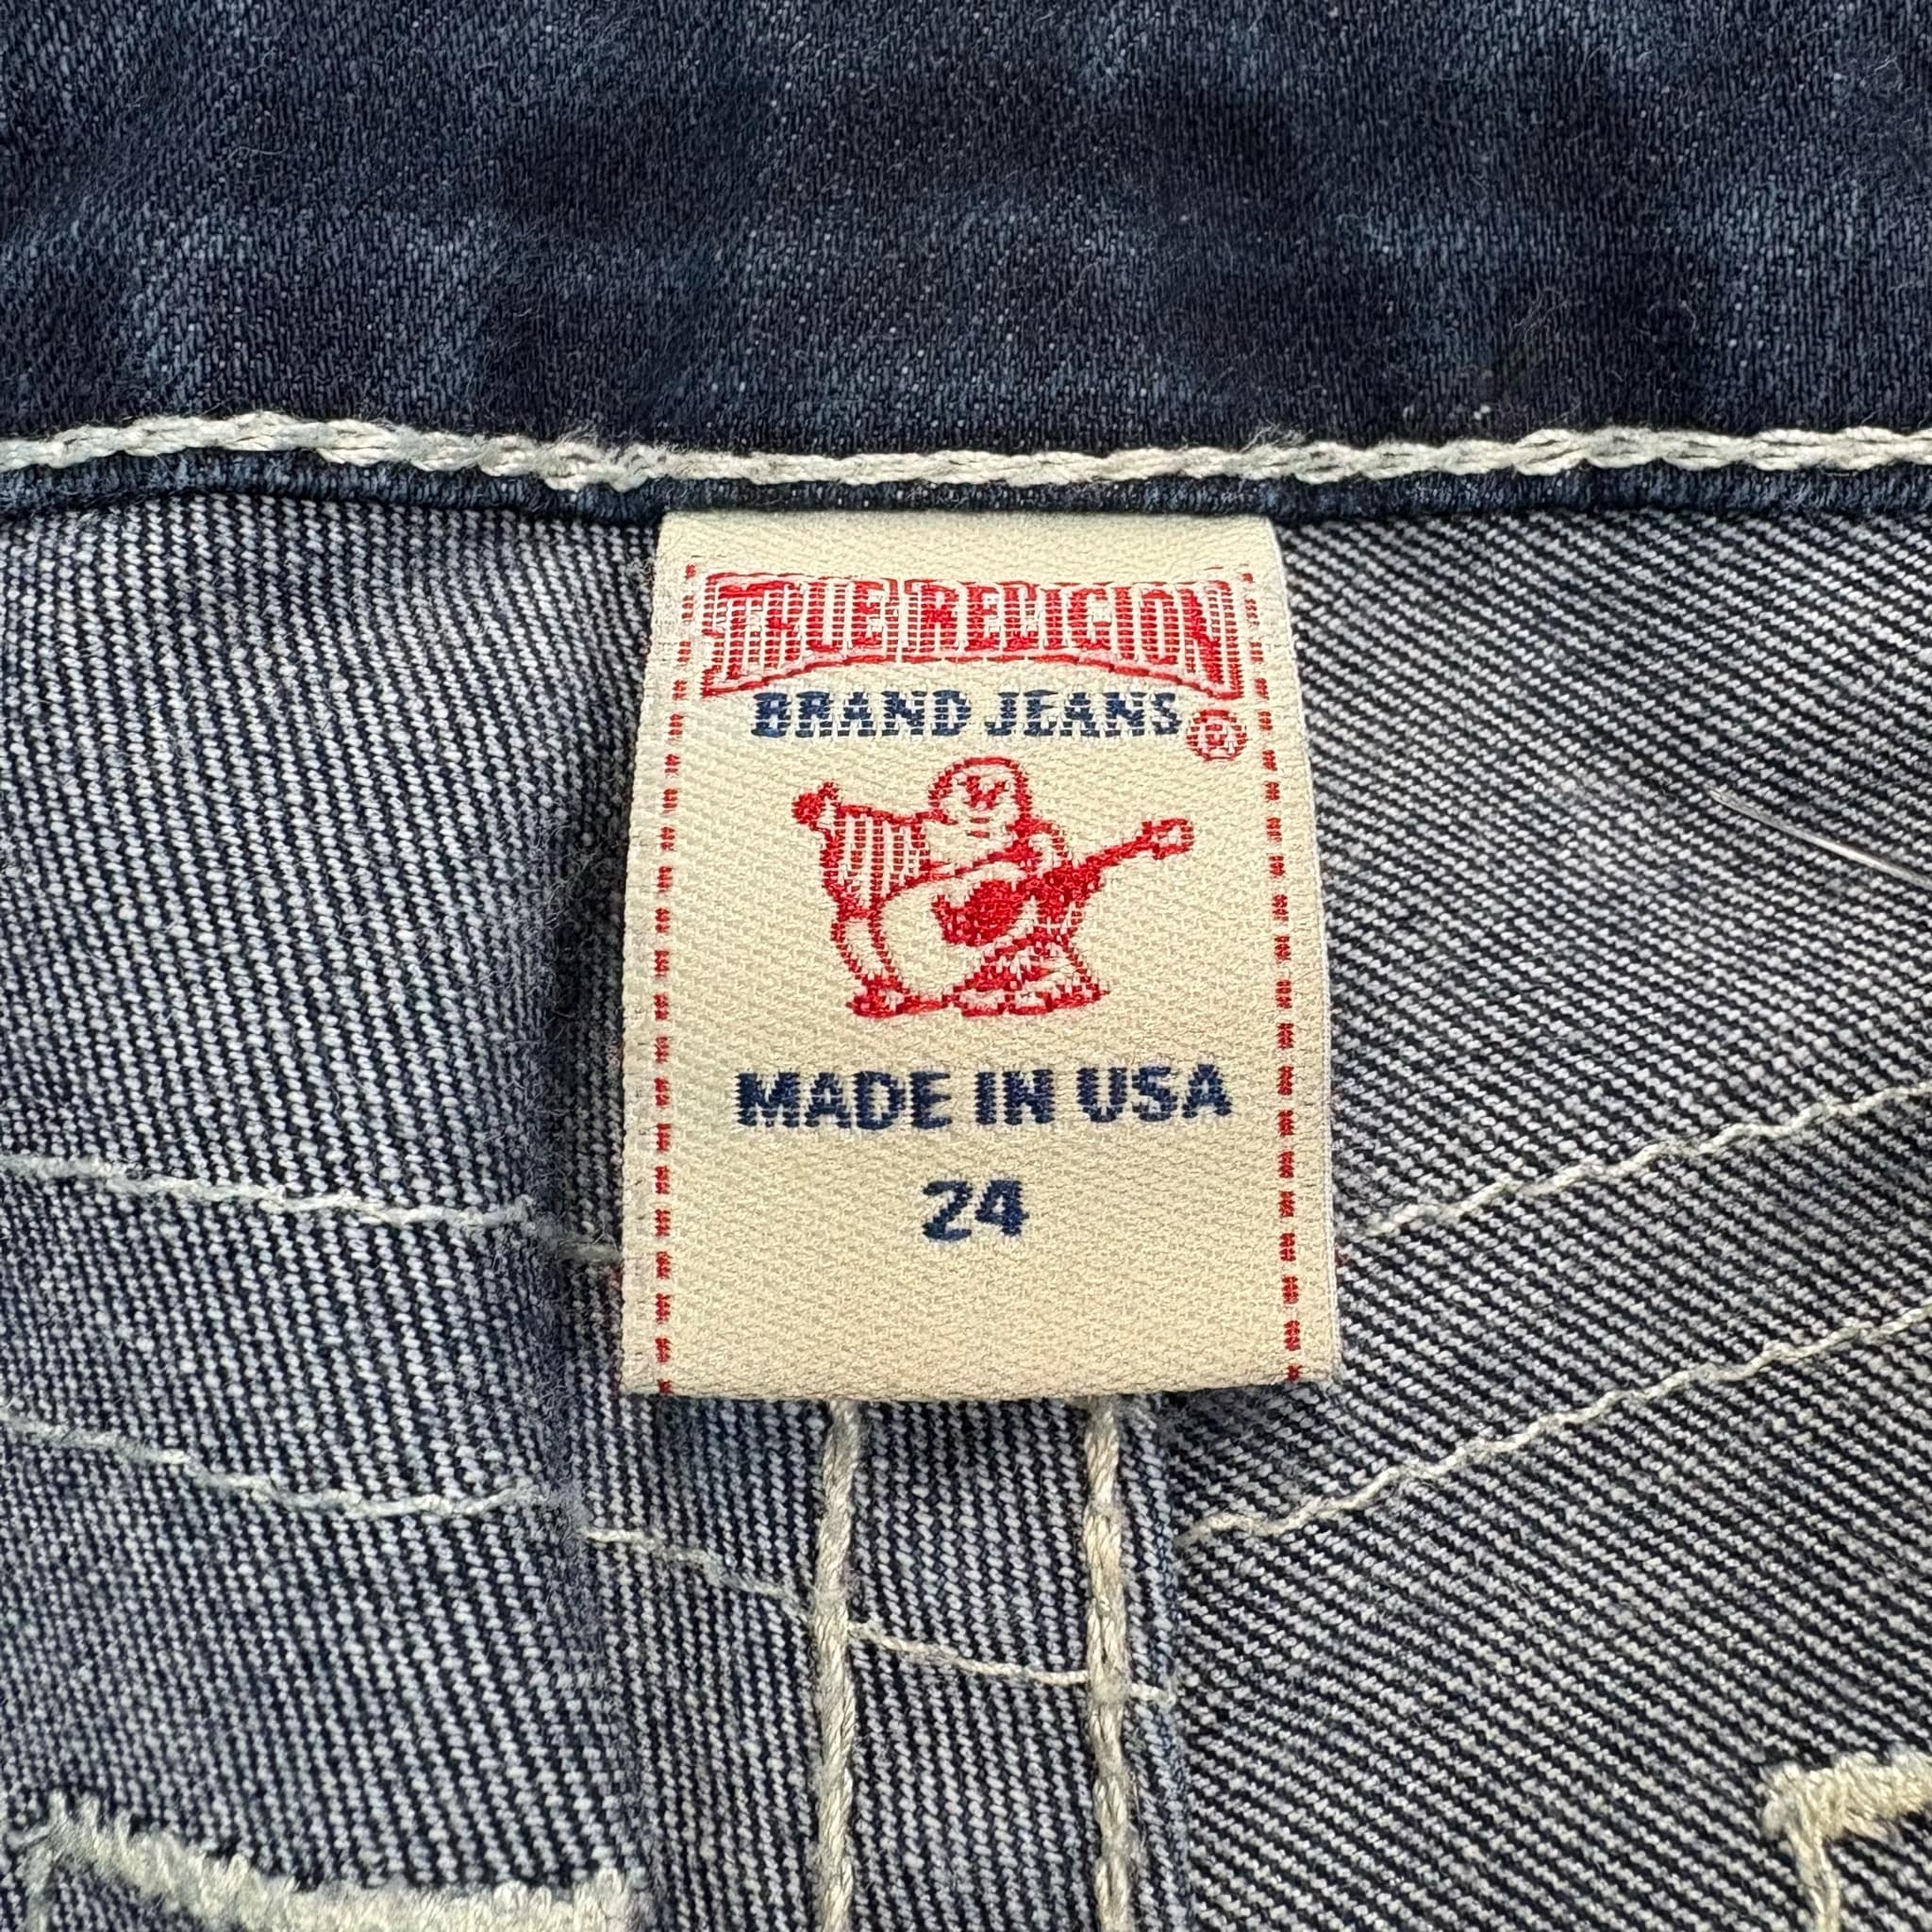 TRUE RELIGION
BRAND JEANS ®
MADE IN USA
24